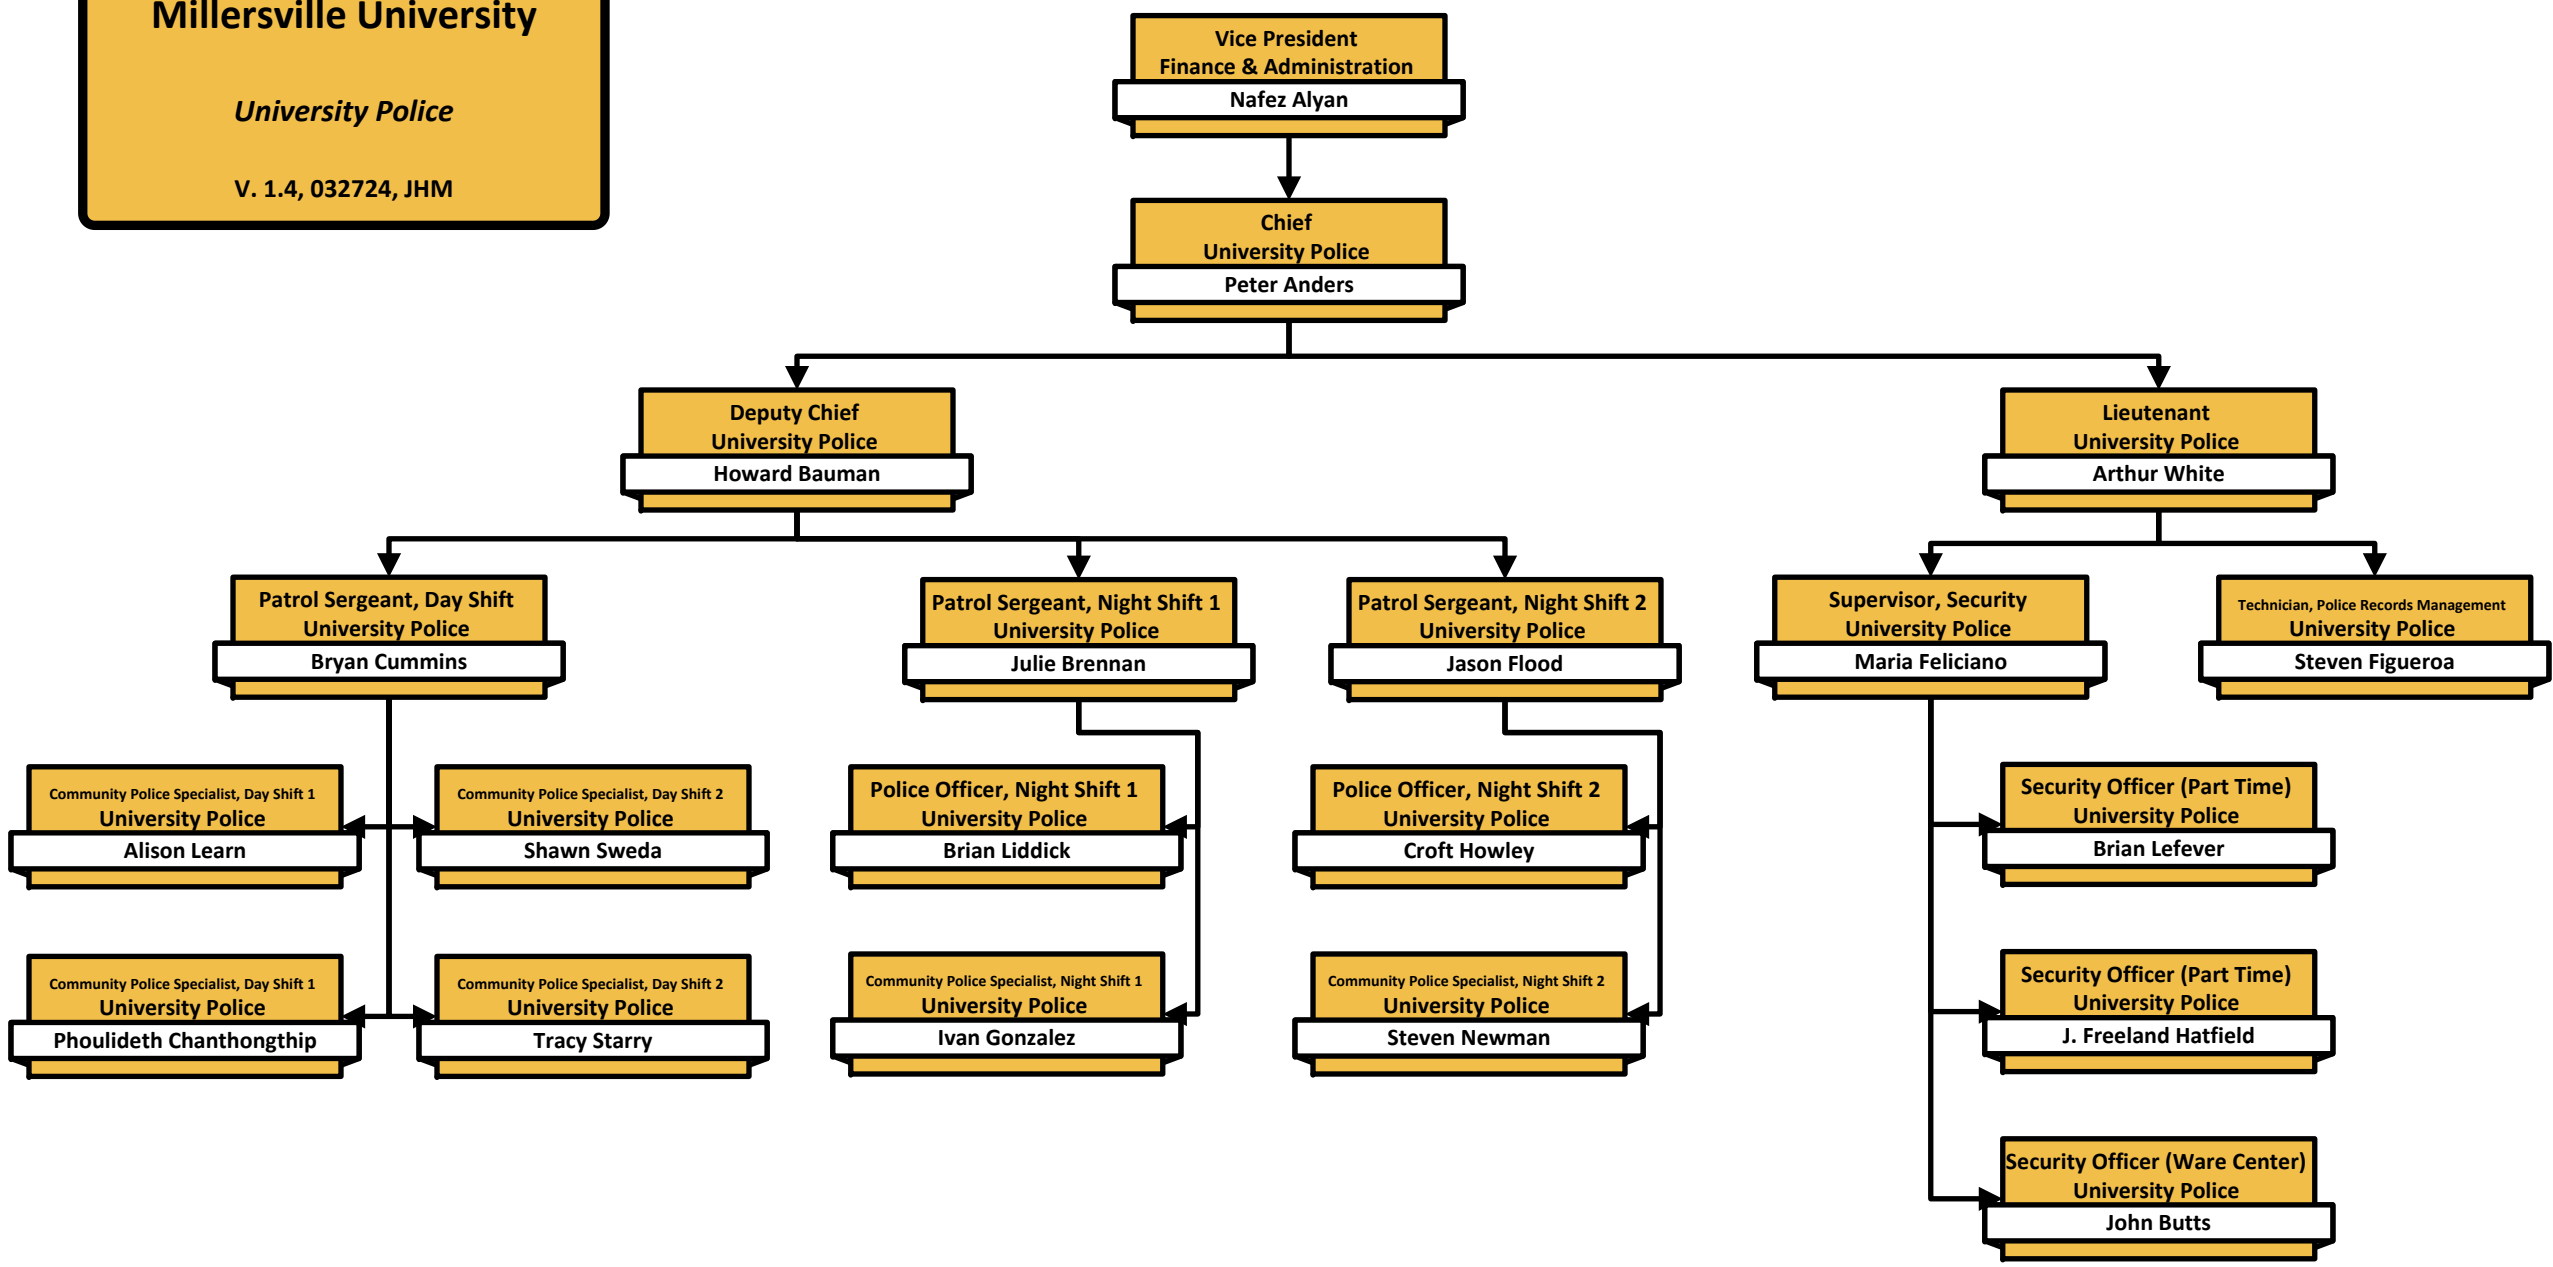 Millersville University
University Police
V. 1.4, 032724, JHM
Vice President
Finance & Administration
Nafez Alyan
Chief
University Police
Peter Anders
Deputy Chief
University Police
Howard Bauman
Lieutenant
University Police
Arthur White
Patrol Sergeant, Day Shift
University Police
Bryan Cummins
Patrol Sergeant, Night Shift 1
University Police
Julie Brennan
Patrol Sergeant, Night Shift 2
University Police
Jason Flood
Supervisor, Security
University Police
Maria Feliciano
Technician, Police Records Management
University Police
Steven Figueroa
Community Police Specialist, Day Shift 1
University Police
Alison Learn
Community Police Specialist, Day Shift 2
University Police
Shawn Sweda
Police Officer, Night Shift 1
University Police
Brian Liddick
Police Officer, Night Shift 2
University Police
Croft Howley
Security Officer (Part Time)
University Police
Brian Lefever
Community Police Specialist, Day Shift 1
University Police
Phoulideth Chanthongthip
Community Police Specialist, Day Shift 2
University Police
Tracy Starry
Community Police Specialist, Night Shift 1
University Police
Ivan Gonzalez
Community Police Specialist, Night Shift 2
University Police
Steven Newman
Security Officer (Part Time)
University Police
J. Freeland Hatfield
Security Officer (Ware Center)
University Police
John Butts